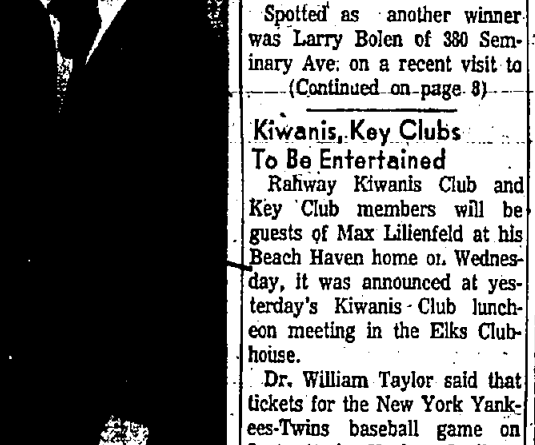 Spotted as another winner
was Larry Bolen of 380 Sem-
inary Ave. on a recent visit to
(Continued on page 8)
Kiwanis, Key Clubs
To Be Entertained
Rahway Kiwanis Club and
Key Club members will be
guests of Max Lilienfeld at his
Beach Haven home on Wednes-
day, it was announced at yes-
terday's Kiwanis Club lunch-
eon meeting in the Elks Club-
house.
Dr. William Taylor said that
tickets for the New York Yank-
ees-Twins baseball game on